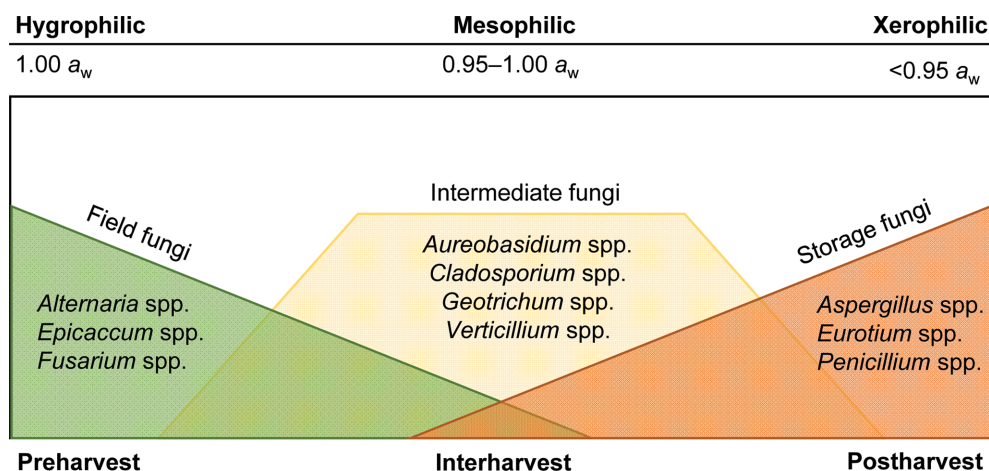 Hygrophilic Mesophilic Xerophilic
1.00 aw 0.95–1.00 aw <0.95 aw
Intermediate fungi
Field fungi
Storage fungi
Aureobasidium spp.
Cladosporium spp.
Geotrichum spp.
Verticillium spp.
Alternaria spp.
Epicaccum spp.
Fusarium spp.
Aspergillus spp.
Eurotium spp.
Penicillium spp.
Preharvest Interharvest Postharvest